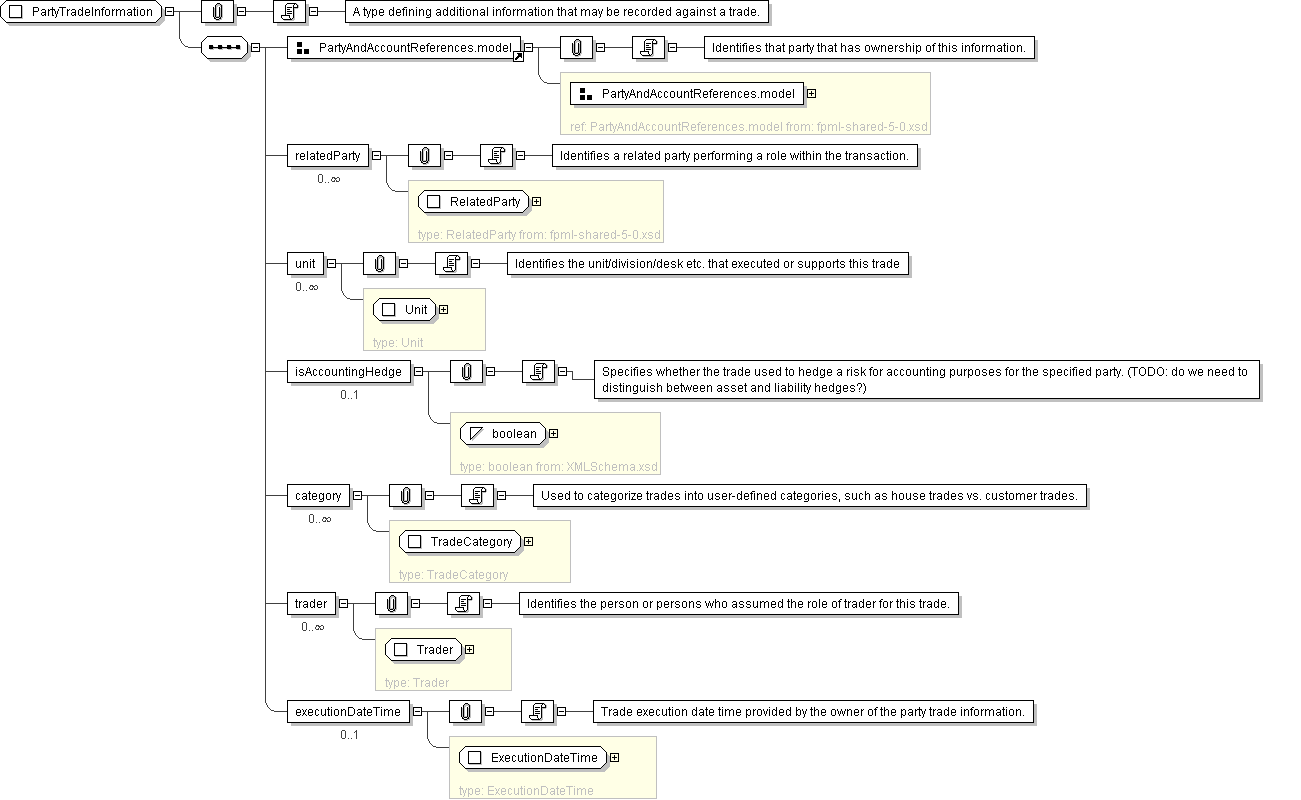 PartyTradeInformation
A type defining additional information that may be recorded against a trade.
PartyAndAccountReferences.model
Identifies that party that has ownership of this information.
PartyAndAccountReferences.model
ref: PartyAndAccountReferences.model from: fpml-shared-5-0.xsd
relatedParty
Identifies a related party performing a role within the transaction.
0..∞
RelatedParty
type: RelatedParty from: fpml-shared-5-0.xsd
unit
Identifies the unit/division/desk etc. that executed or supports this trade
0..∞
Unit
type: Unit
isAccountingHedge
Specifies whether the trade used to hedge a risk for accounting purposes for the specified party. (TODO: do we need to
distinguish between asset and liability hedges?)
0..1
boolean
type: boolean from: XMLSchema.xsd
category
Used to categorize trades into user-defined categories, such as house trades vs. customer trades.
0..∞
TradeCategory
type: TradeCategory
trader
Identifies the person or persons who assumed the role of trader for this trade.
0..∞
Trader
type: Trader
executionDateTime
Trade execution date time provided by the owner of the party trade information.
0..1
ExecutionDateTime
type: ExecutionDateTime